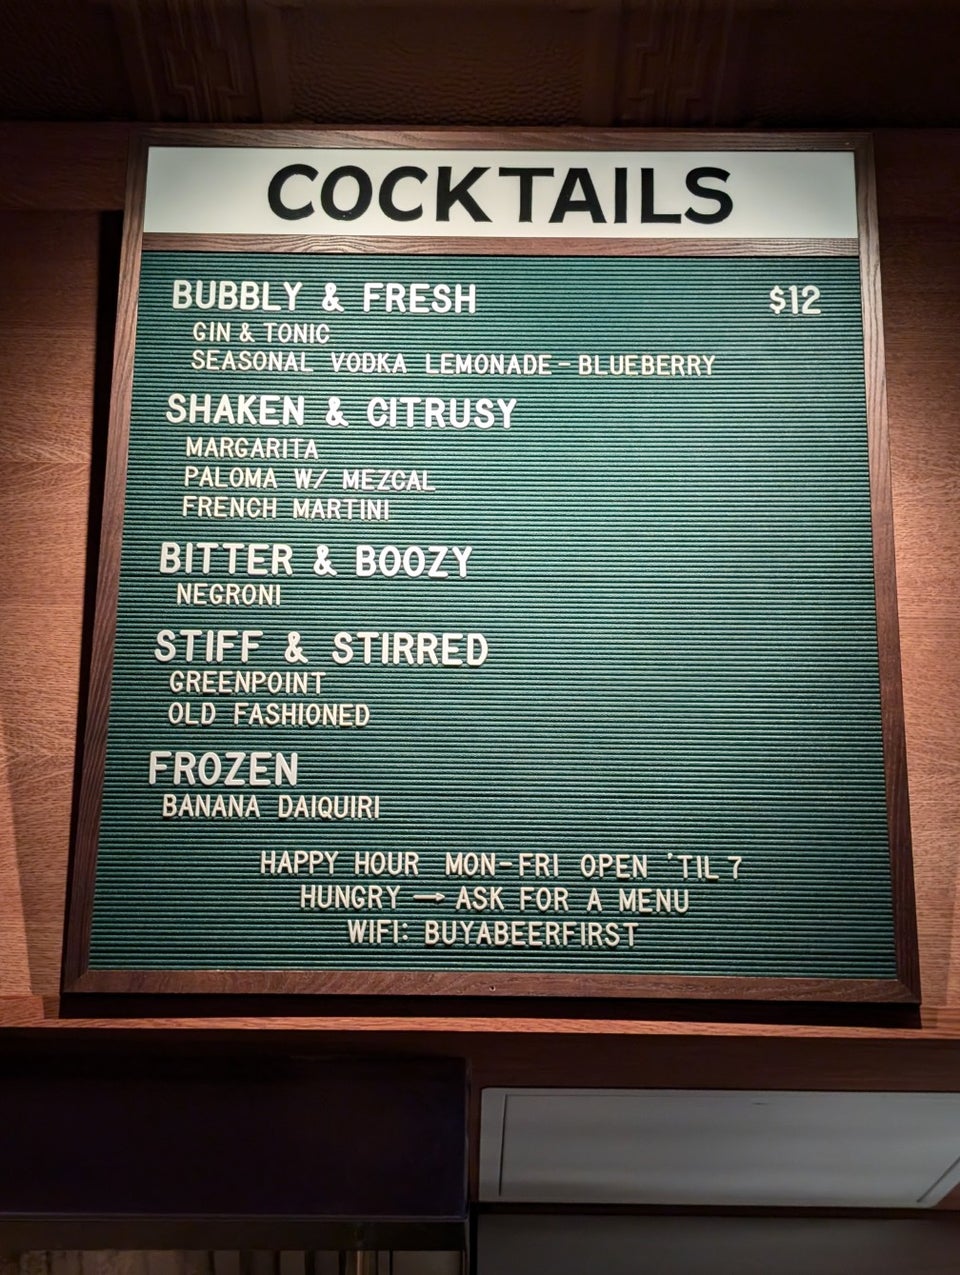 COCKTAILS
BUBBLY & FRESH $12
GIN & TONIC
SEASONAL VODKA LEMONADE - BLUEBERRY
SHAKEN & CITRUSY
MARGARITA
PALOMA W/ MEZCAL
FRENCH MARTINI
BITTER & BOOZY
NEGRONI
STIFF & STIRRED
GREENPOINT
OLD FASHIONED
FROZEN
BANANA DAIQUIRI
HAPPY HOUR MON-FRI OPEN 'TIL 7
HUNGRY → ASK FOR A MENU
WIFI: BUYABEERFIRST